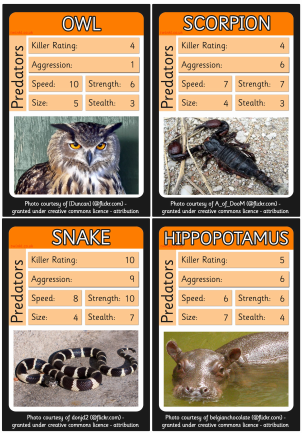 OWL
Predators
Killer Rating: 4
Aggression: 1
Speed: 10 Strength: 6
Size: 5 Stealth: 3
Photo courtesy of (Duncan) (@flickr.com) -
granted under creative commons licence - attribution
SCORPION
Predators
Killer Rating: 4
Aggression: 6
Speed: 7 Strength: 7
Size: 4 Stealth: 3
Photo courtesy of A_of_DooM (@flickr.com) -
granted under creative commons licence - attribution
SNAKE
Predators
Killer Rating: 10
Aggression: 9
Speed: 8 Strength: 10
Size: 4 Stealth: 7
Photo courtesy of donjd2 (@flickr.com) -
granted under creative commons licence - attribution
HIPPOPOTAMUS
Predators
Killer Rating: 5
Aggression: 6
Speed: 6 Strength: 6
Size: 7 Stealth: 4
Photo courtesy of belgianchocolate (@flickr.com) -
granted under creative commons licence - attribution